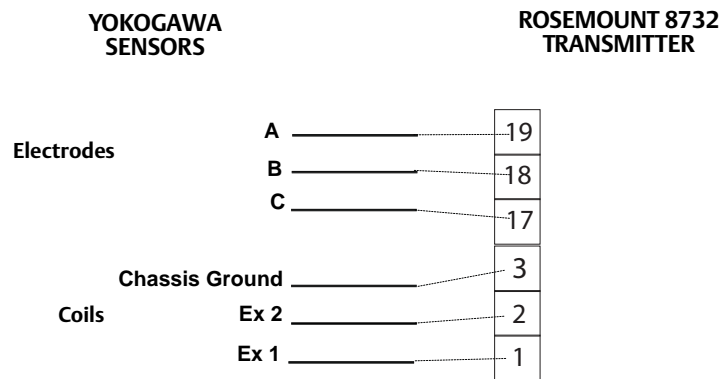 YOKOGAWA
SENSORS
ROSEMOUNT 8732
TRANSMITTER
Electrodes
A
19
B
18
C
17
Chassis Ground
3
Coils
Ex 2
2
Ex 1
1